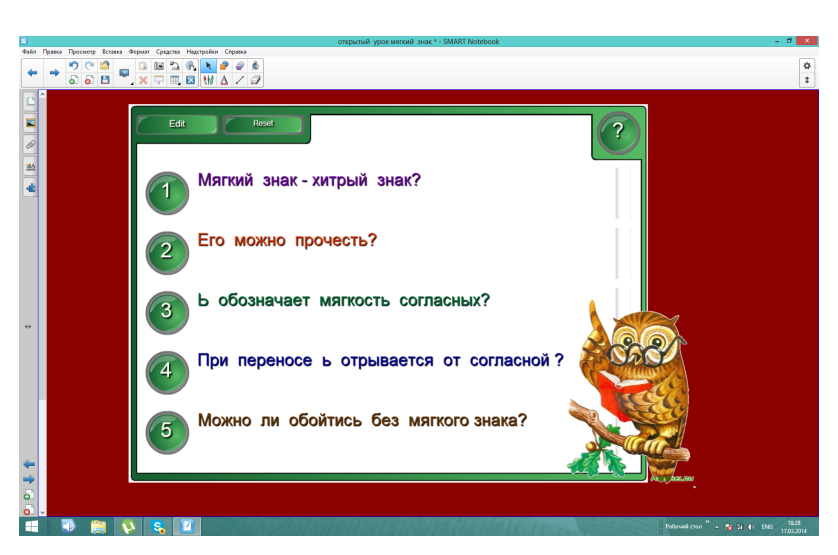 открытый урок мягкий знак * - SMART Notebook
Файл Правка Просмотр Вставка Формат Средства Надстройки Справка
Edit
Reset
?
1 Мягкий знак - хитрый знак?
2 Его можно прочесть?
3 Ь обозначает мягкость согласных?
4 При переносе ь отрывается от согласной ?
5 Можно ли обойтись без мягкого знака?
Рабочий стол
ENG
18:28
17.03.2014